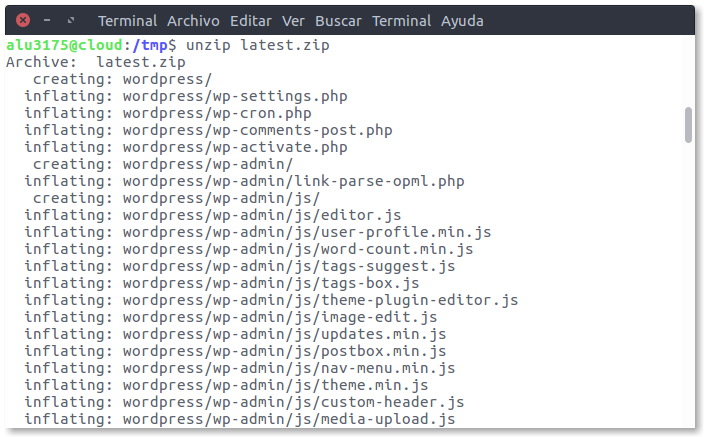 Terminal Archivo Editar Ver Buscar Terminal Ayuda
alu3175@cloud:/tmp$ unzip latest.zip
Archive:  latest.zip
   creating: wordpress/
  inflating: wordpress/wp-settings.php
  inflating: wordpress/wp-cron.php
  inflating: wordpress/wp-comments-post.php
  inflating: wordpress/wp-activate.php
   creating: wordpress/wp-admin/
  inflating: wordpress/wp-admin/link-parse-opml.php
   creating: wordpress/wp-admin/js/
  inflating: wordpress/wp-admin/js/editor.js
  inflating: wordpress/wp-admin/js/user-profile.min.js
  inflating: wordpress/wp-admin/js/word-count.min.js
  inflating: wordpress/wp-admin/js/tags-suggest.js
  inflating: wordpress/wp-admin/js/tags-box.js
  inflating: wordpress/wp-admin/js/theme-plugin-editor.js
  inflating: wordpress/wp-admin/js/image-edit.js
  inflating: wordpress/wp-admin/js/updates.min.js
  inflating: wordpress/wp-admin/js/postbox.min.js
  inflating: wordpress/wp-admin/js/nav-menu.min.js
  inflating: wordpress/wp-admin/js/theme.min.js
  inflating: wordpress/wp-admin/js/custom-header.js
  inflating: wordpress/wp-admin/js/media-upload.js